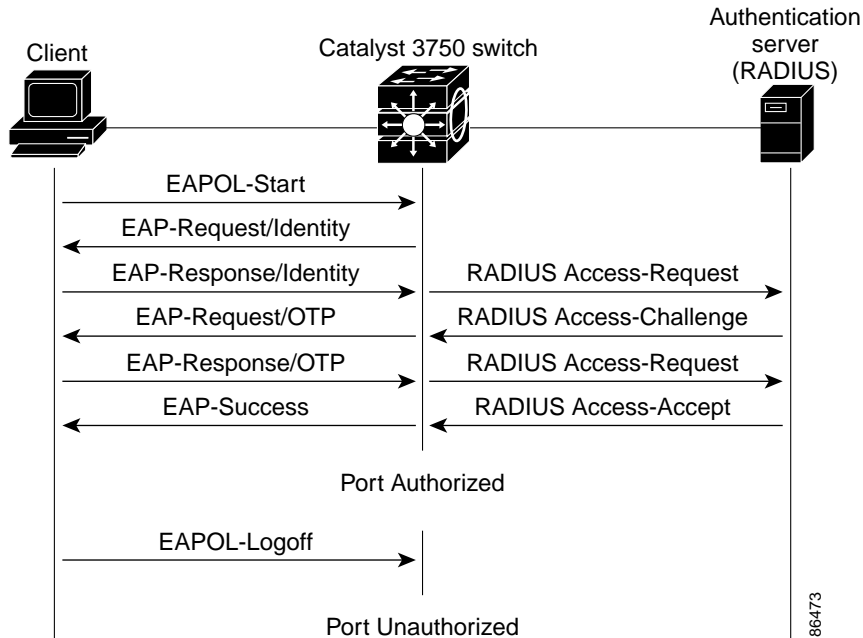 Client
Catalyst 3750 switch
Authentication
server
(RADIUS)
EAPOL-Start
EAP-Request/Identity
EAP-Response/Identity
RADIUS Access-Request
EAP-Request/OTP
RADIUS Access-Challenge
EAP-Response/OTP
RADIUS Access-Request
EAP-Success
RADIUS Access-Accept
Port Authorized
EAPOL-Logoff
Port Unauthorized
86473